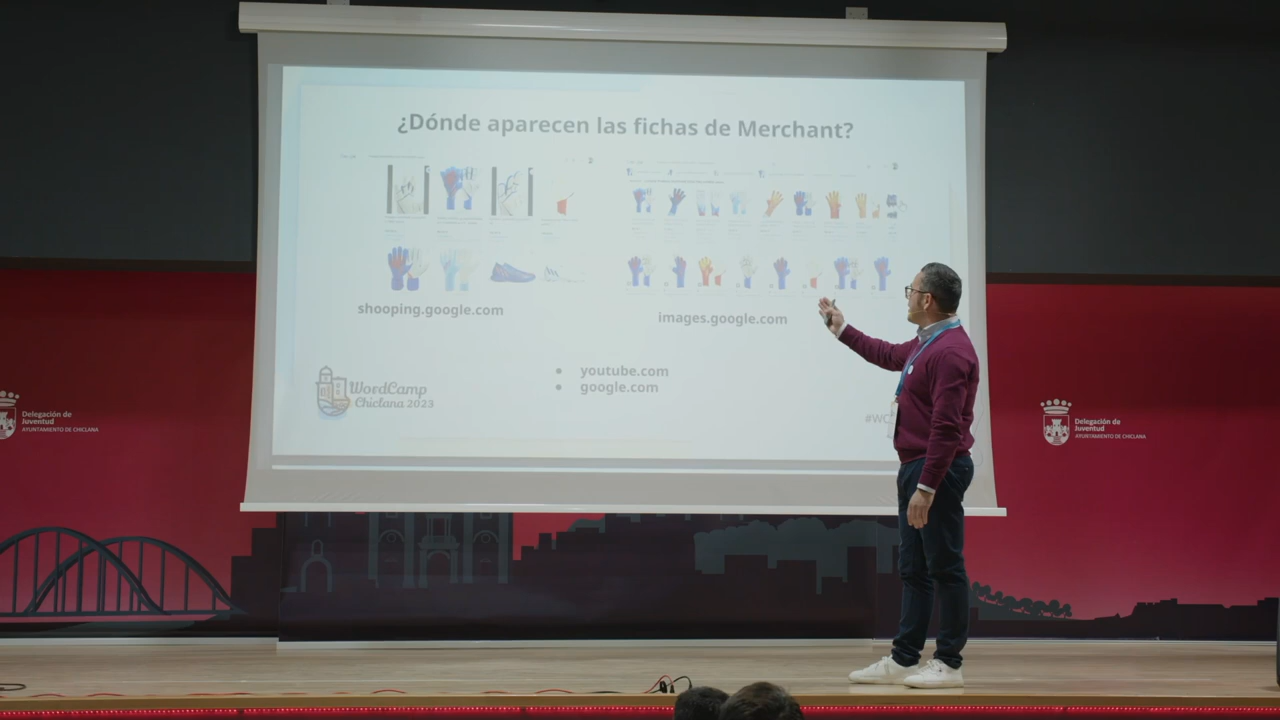 ¿Dónde aparecen las fichas de Merchant?
shooping.google.com
images.google.com
youtube.com
google.com
WordCamp
Chiclana 2023
#WC
Delegación de
Juventud
AYUNTAMIENTO DE CHICLANA
Delegación de
Juventud
AYUNTAMIENTO DE CHICLANA